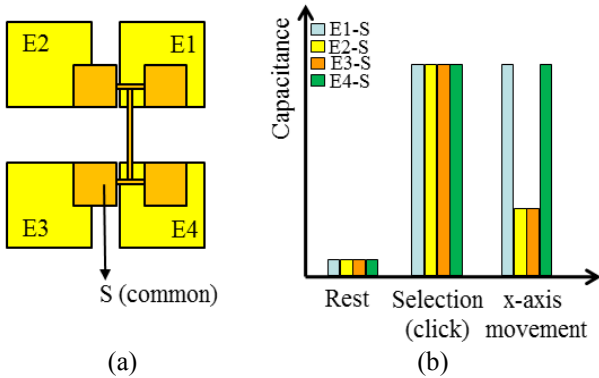 E2
E1
E3
E4
S (common)
(a)
Capacitance
E1-S
E2-S
E3-S
E4-S
Rest
Selection
(click)
x-axis
movement
(b)